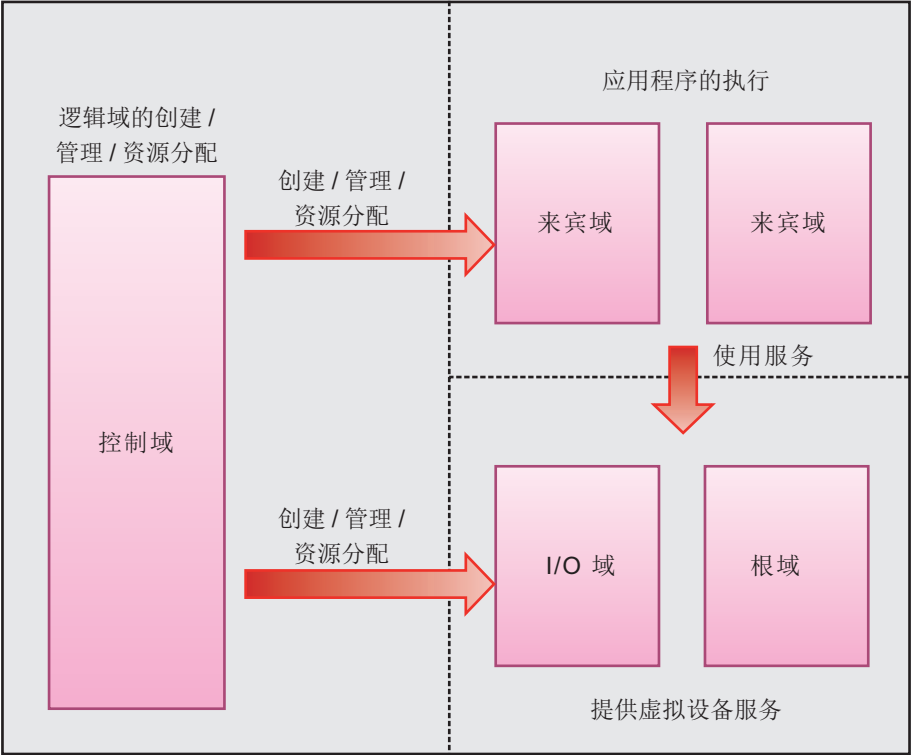 逻辑域的创建 /
管理 / 资源分配
控制域
创建 / 管理 /
资源分配
创建 / 管理 /
资源分配
应用程序的执行
来宾域
来宾域
使用服务
I/O 域
根域
提供虚拟设备服务